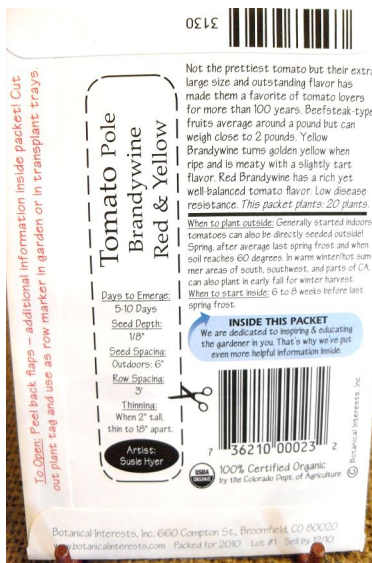 3130
To Open: Peel back flaps – additional information inside packet! Cut
out plant tag and use as row marker in garden or in transplant trays.
Tomato Pole
Brandywine
Red & Yellow
Days to Emerge:
5-10 Days
Seed Depth:
1/8"
Seed Spacing:
Outdoors: 6"
Row Spacing:
3'
Thinning:
When 2" tall,
thin to 18" apart.
Artist:
Susie Hyer
Not the prettiest tomato but their extra
large size and outstanding flavor has
made them a favorite of tomato lovers
for more than 100 years. Beefsteak-type
fruits average around a pound but can
weigh close to 2 pounds. Yellow
Brandywine turns golden yellow when
ripe and is meaty with a slightly tart
flavor. Red Brandywine has a rich yet
well-balanced tomato flavor. Low disease
resistance. This packet plants: 20 plants.
When to plant outside: Generally started indoors
tomatoes can also be directly seeded outside!
Spring, after average last spring frost and when
soil reaches 60 degrees. In warm winter/hot sum
mer areas of south, southwest, and parts of CA,
can also plant in early fall for winter harvest.
When to start inside: 6 to 8 weeks before last
spring frost.
INSIDE THIS PACKET
We are dedicated to inspiring & educating
the gardener in you. That's why we've put
even more helpful information inside.
7 36210 00023 2
© Botanical Interests, Inc.
USDA
ORGANIC
100% Certified Organic
by the Colorado Dept. of Agriculture
Botanical Interests, Inc. 660 Compton St., Broomfield, CO 80020
www.botanicalinterests.com Packed for 2010 Lot #1 Sell by 12/10